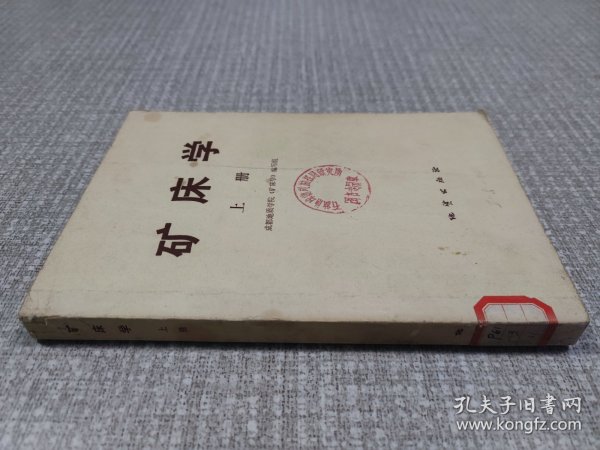 矿床学
上册
成都地质学院《矿床学》编写组
地质出版社
矿床学 上册
P61
孔夫子旧书网
www.kongfz.com